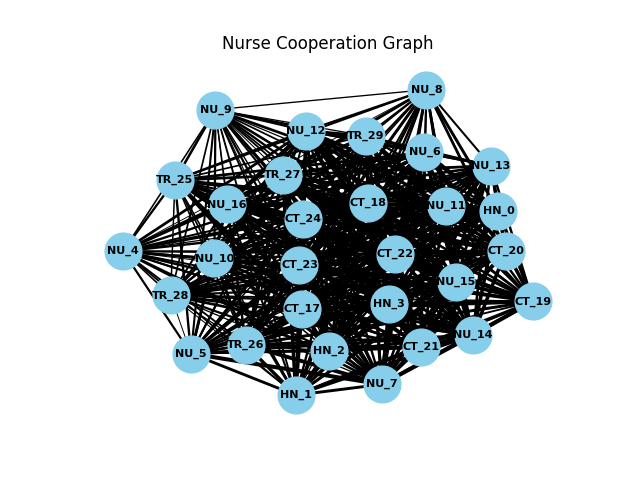 Nurse Cooperation Graph
NU_8
NU_9
NU_12
TR_29
NU_6
NU_13
TR_27
TR_25
NU_16
CT_18
NU_11
HN_0
CT_24
NU_4
NU_10
CT_22
CT_20
CT_23
NU_15
TR_28
CT_19
HN_3
CT_17
NU_14
TR_26
CT_21
HN_2
NU_5
NU_7
HN_1